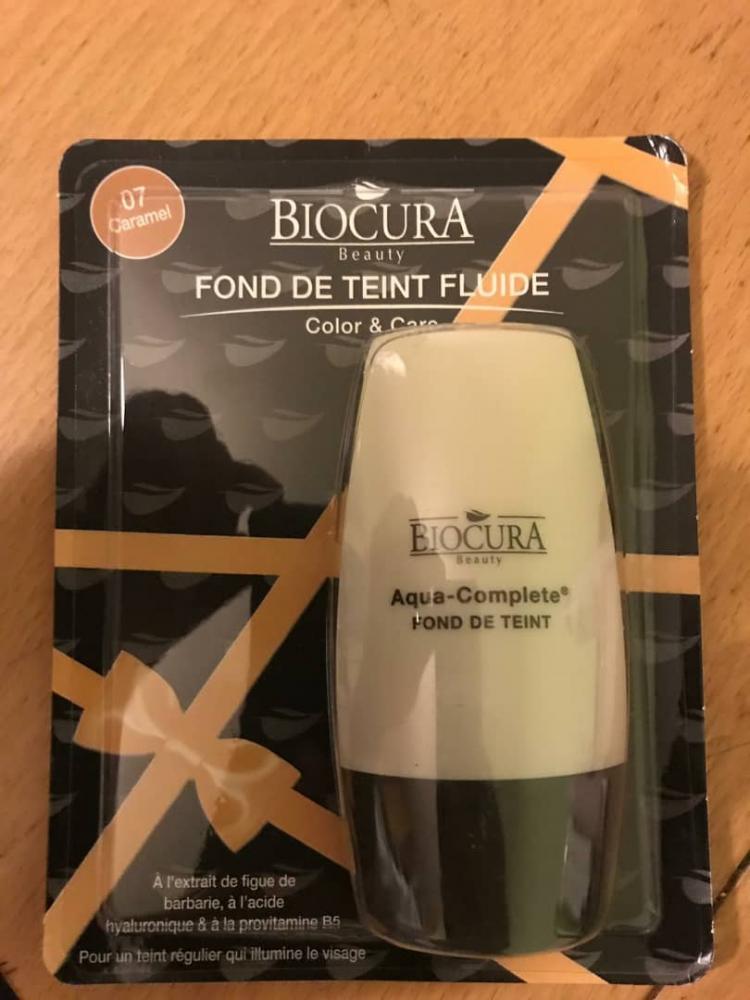 07
Caramel
BIOCURA
Beauty
FOND DE TEINT FLUIDE
Color & Care
BIOCURA
Beauty
Aqua-Complete®
FOND DE TEINT
À l'extrait de figue de
barbarie, à l'acide
hyaluronique & à la provitamine B5
Pour un teint régulier qui illumine le visage